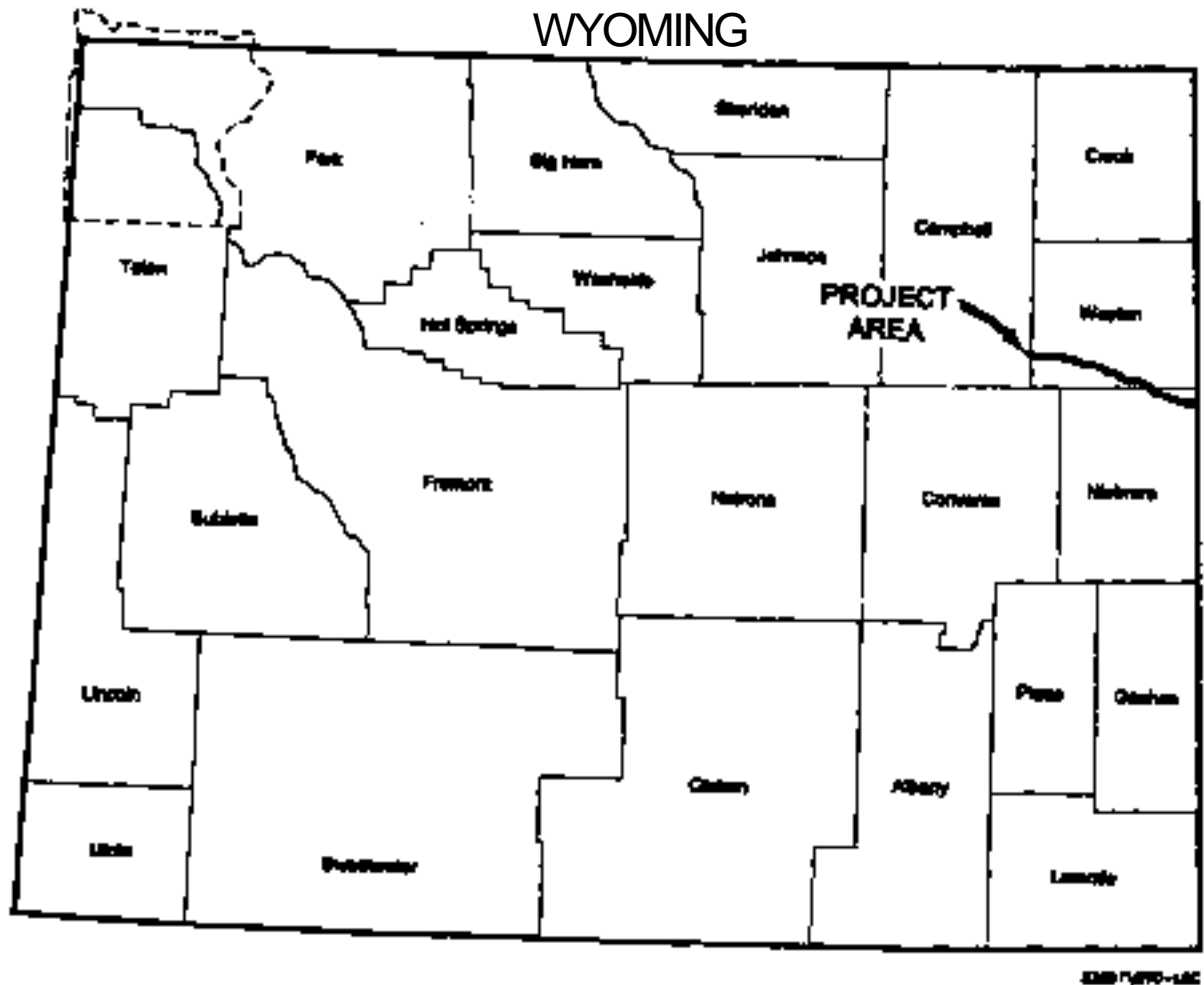 WYOMING
Sheridan
Park
Big Horn
Crook
Campbell
Teton
Johnson
Washakie
PROJECT
AREA
Weston
Hot Springs
Fremont
Natrona
Converse
Niobrara
Sublette
Lincoln
Platte
Goshen
Carbon
Albany
Uinta
Sweetwater
Laramie